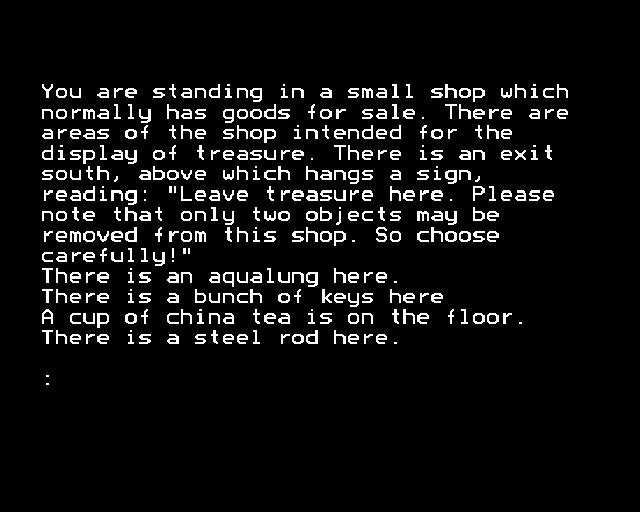 You are standing in a small shop which
normally has goods for sale. There are
areas of the shop intended for the
display of treasure. There is an exit
south, above which hangs a sign,
reading: "Leave treasure here. Please
note that only two objects may be
removed from this shop. So choose
carefully!"
There is an aqualung here.
There is a bunch of keys here
A cup of china tea is on the floor.
There is a steel rod here.
: